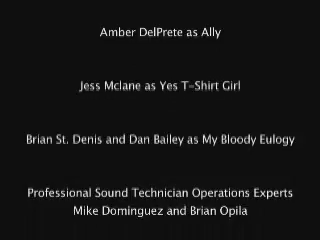 Amber DelPrete as Ally
Jess Mclane as Yes T-Shirt Girl
Brian St. Denis and Dan Bailey as My Bloody Eulogy
Professional Sound Technician Operations Experts
Mike Dominguez and Brian Opila